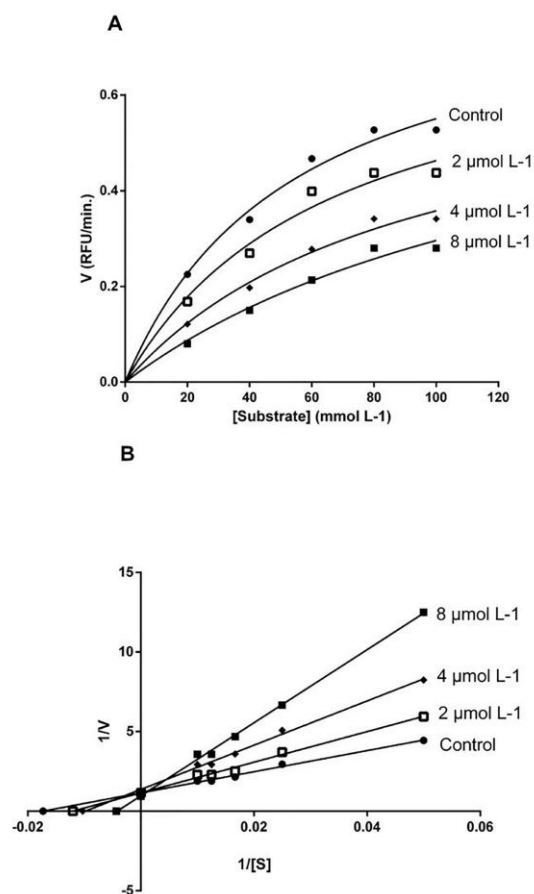 A
0.6
Control
2 µmol L-1
0.4
V (RFU/min.)
4 µmol L-1
8 µmol L-1
0.2
0.0
0 20 40 60 80 100 120
[Substrate] (mmol L-1)
B
15
8 µmol L-1
10
4 µmol L-1
1/V
2 µmol L-1
5
Control
-0.02 0.02 0.04 0.06
1/[S]
-5